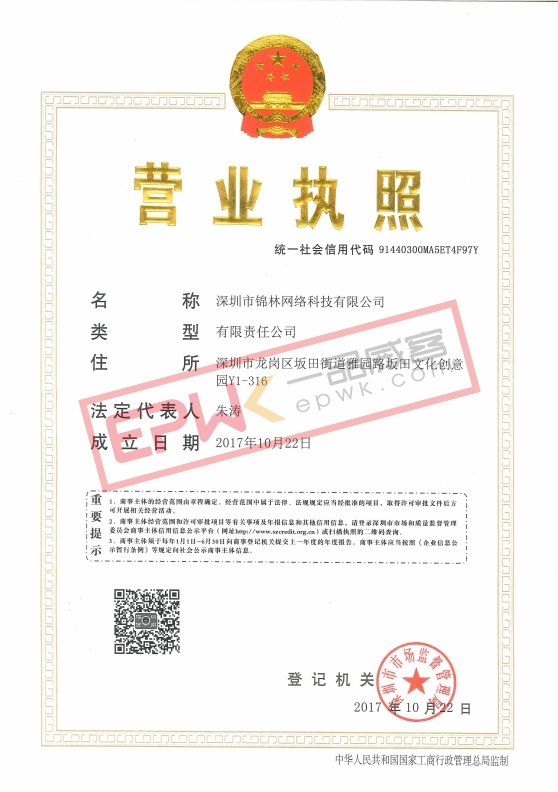 营业执照
统一社会信用代码 91440300MA5ET4F97Y
名 称 深圳市锦林网络科技有限公司
类 型 有限责任公司
住 所 深圳市龙岗区坂田街道雅园路坂田文化创意
园Y1-316
法定代表人 朱涛
成立日期 2017年10月22日
EPWK 一品威客
epwk.com
重要提示
1、商事主体的经营范围由章程确定。经营范围中属于法律、法规规定应当经批准的项目，取得许可审批文件后方
可开展相关经营活动。
2、商事主体经营范围和许可审批项目等有关事项及年报信息和其他信用信息，请登录深圳市市场和质量监督管理
委员会商事主体信用信息公示平台（网址http://www.szcredit.org.cn）或扫描执照的二维码查询。
3、商事主体须于每年1月1日-6月30日向商事登记机关提交上一年度的年度报告。商事主体应当按照《企业信息公
示暂行条例》等规定向社会公示商事主体信息。
登记机关
深圳市市场监督管理局
2017 年 10 月 22 日
中华人民共和国国家工商行政管理总局监制